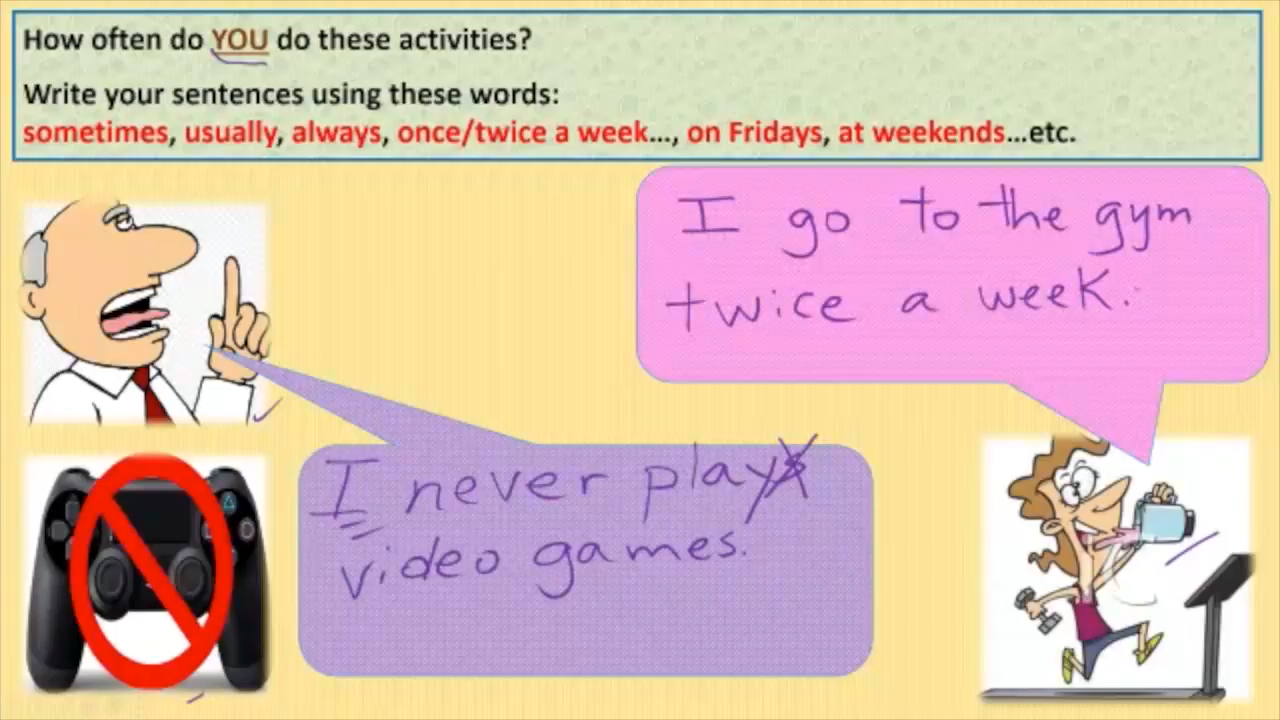 How often do YOU do these activities?
Write your sentences using these words:
sometimes, usually, always, once/twice a week..., on Fridays, at weekends...etc.
I go to the gym
twice a week.
I never play
video games.